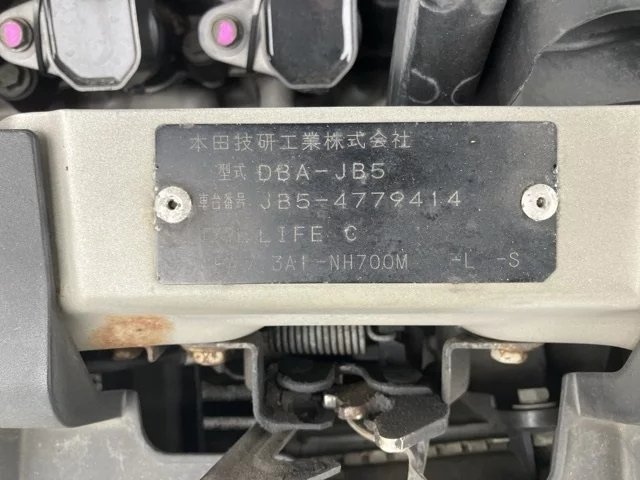 本田技研工業株式会社
型式 DBA-JB5
車台番号 JB5-4779414
LIFE C
-NH700M -L -S